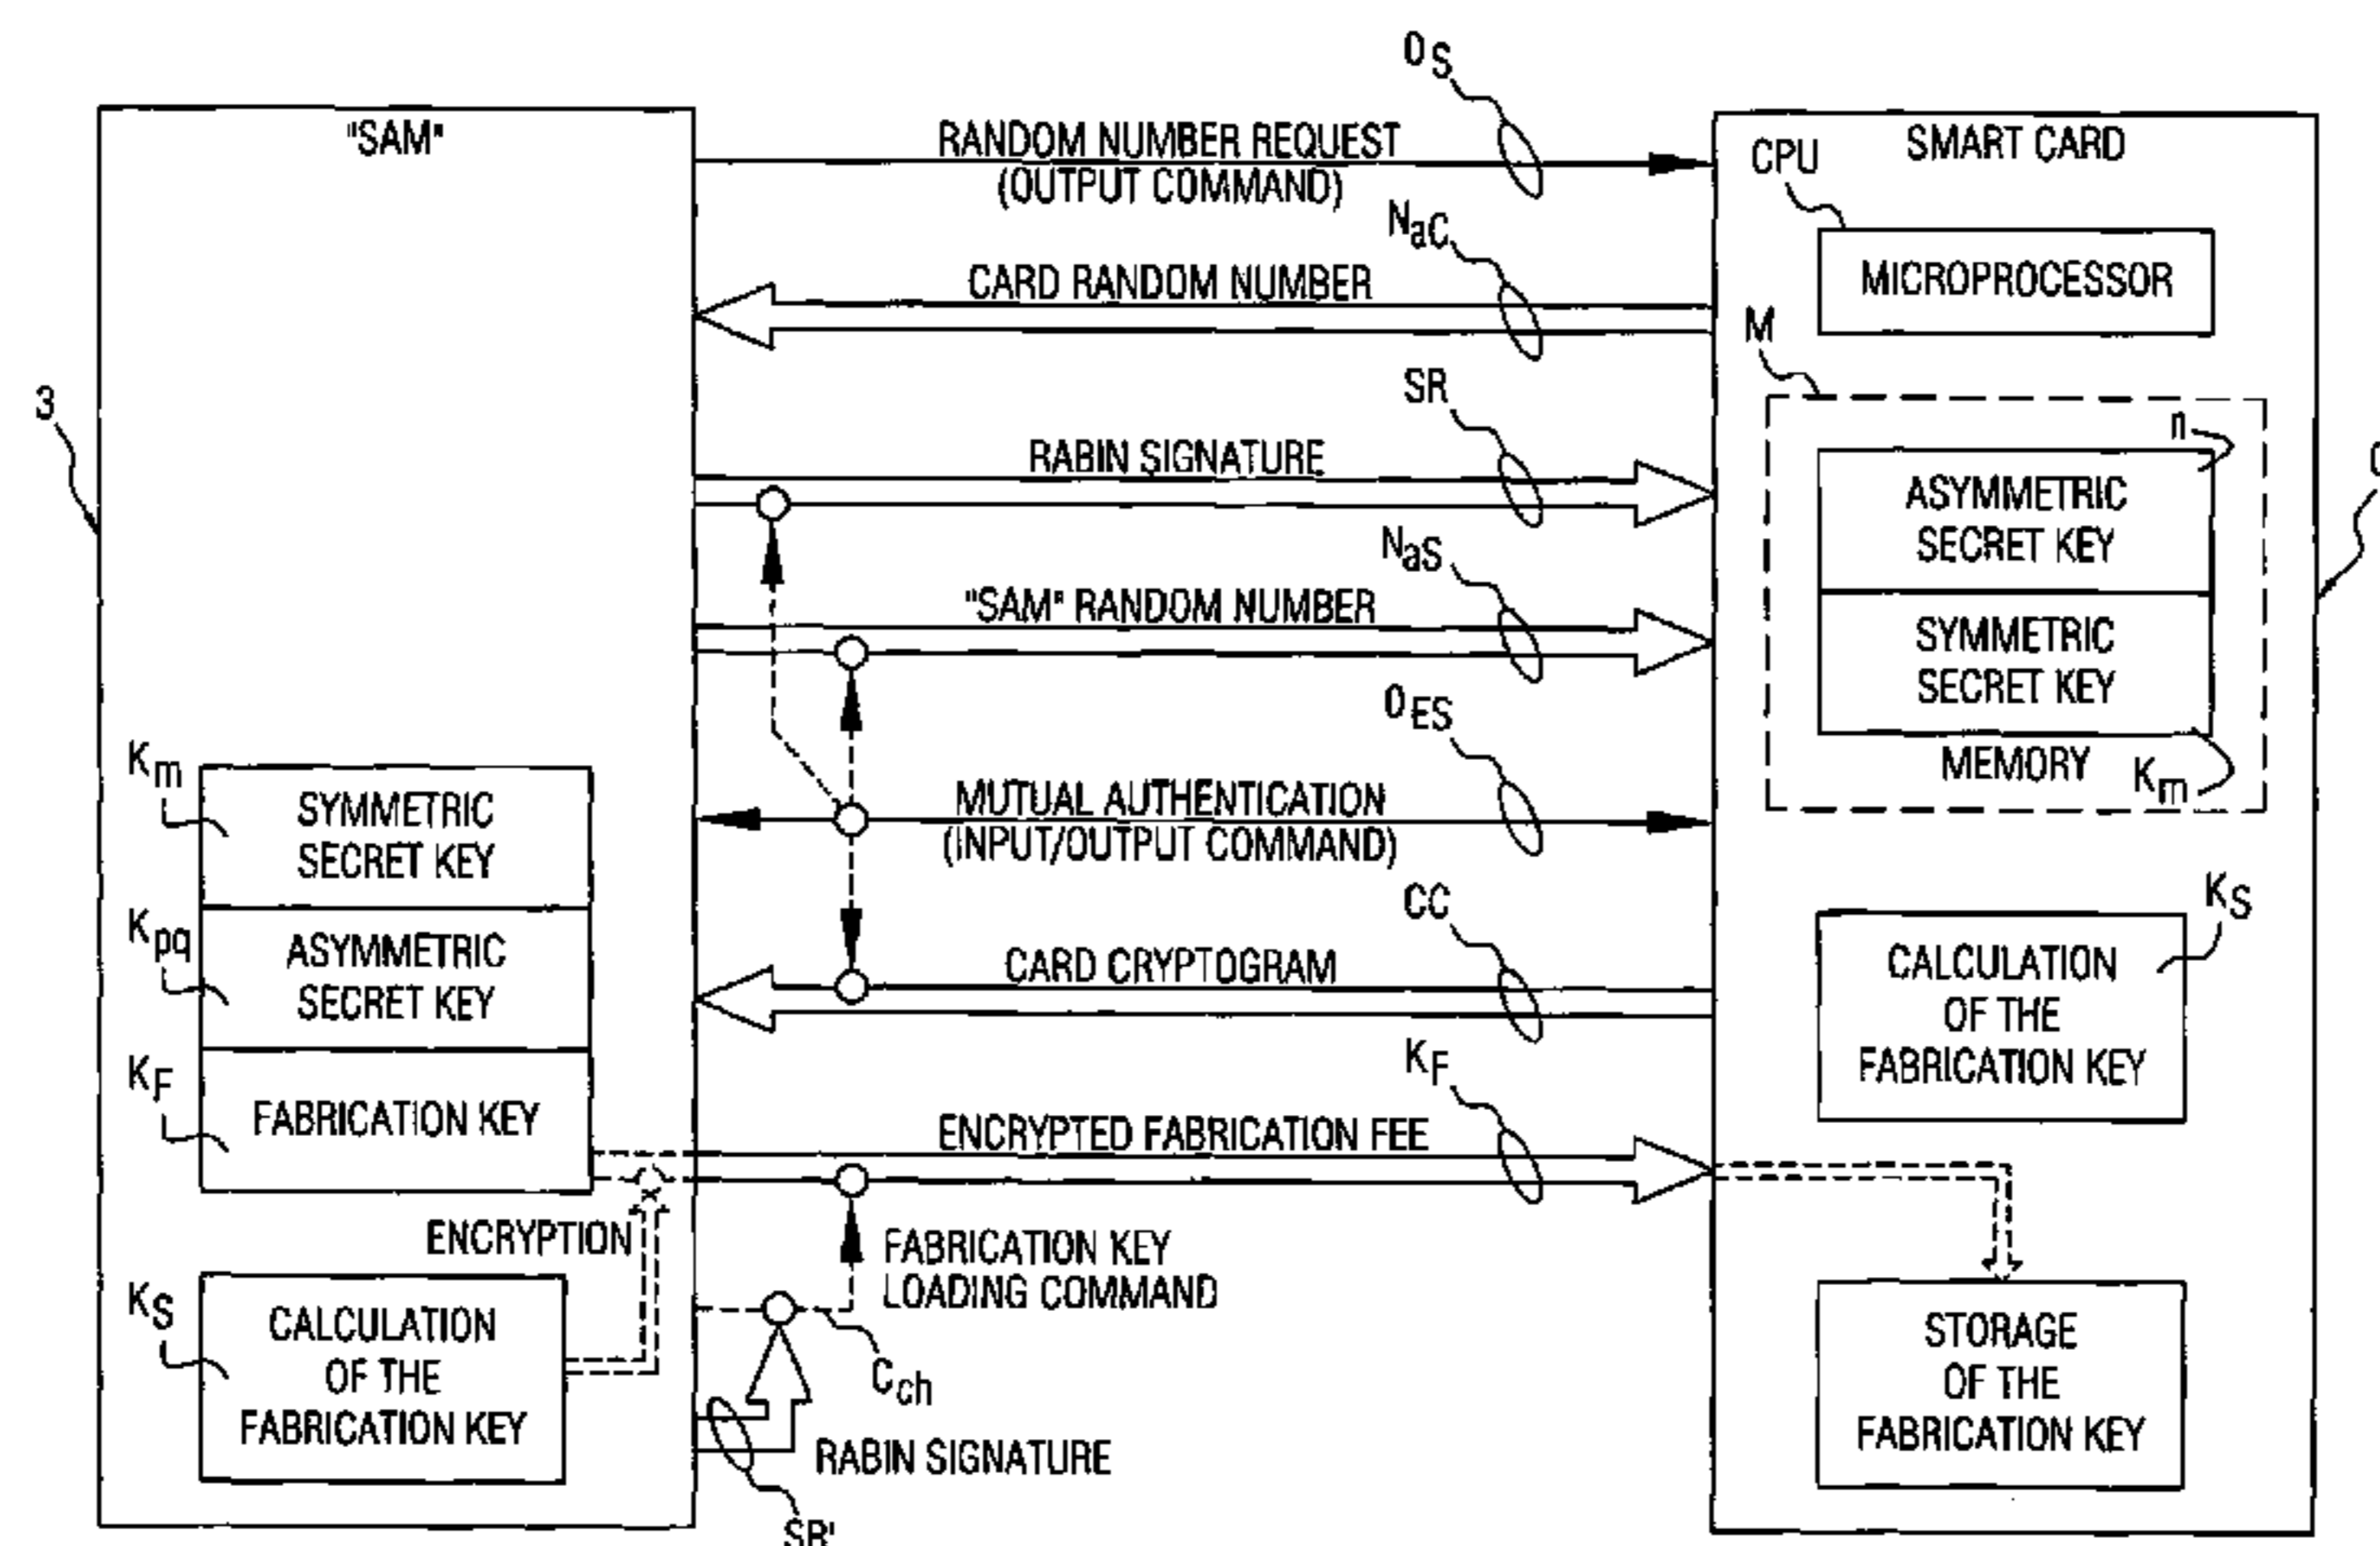 OS
"SAM"
RANDOM NUMBER REQUEST
(OUTPUT COMMAND)
SMART CARD
CPU
NaC
CARD RANDOM NUMBER
MICROPROCESSOR
M
3
SR
RABIN SIGNATURE
n
ASYMMETRIC
SECRET KEY
NaS
"SAM" RANDOM NUMBER
SYMMETRIC
SECRET KEY
OES
MEMORY
Km
Km
SYMMETRIC
SECRET KEY
MUTUAL AUTHENTICATION
(INPUT/OUTPUT COMMAND)
CC
KS
Kpq
ASYMMETRIC
SECRET KEY
CARD CRYPTOGRAM
CALCULATION
OF THE
FABRICATION KEY
KF
KF
FABRICATION KEY
ENCRYPTED FABRICATION FEE
ENCRYPTION
FABRICATION KEY
LOADING COMMAND
KS
CALCULATION
OF THE
FABRICATION KEY
Cch
STORAGE
OF THE
FABRICATION KEY
RABIN SIGNATURE
SR'